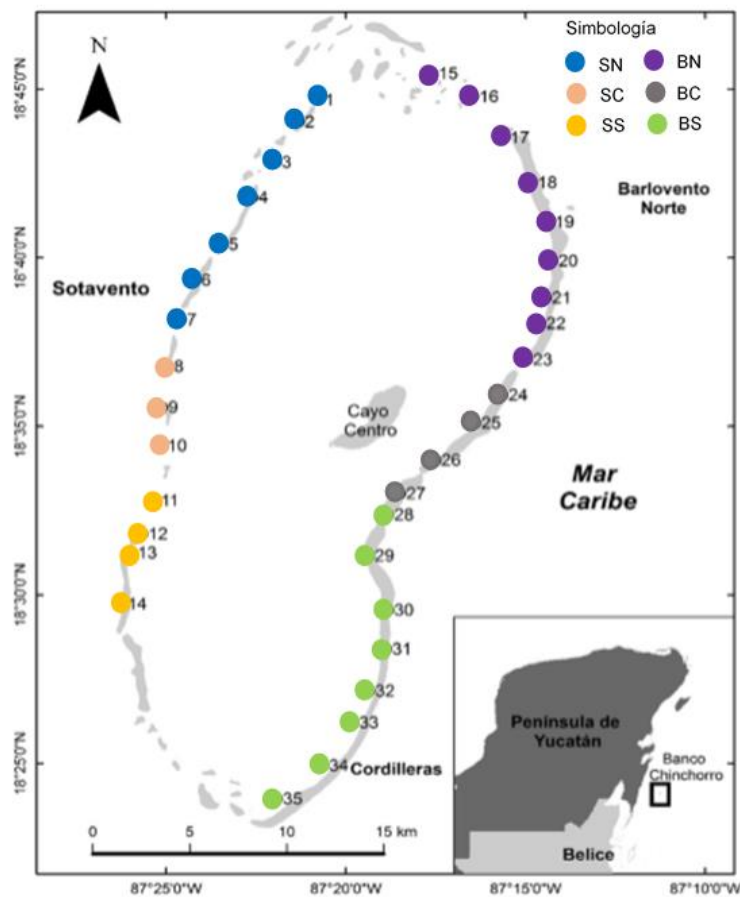 Simbología
SN
BN
SC
BC
SS
BS
N
18°45'0"N
18°40'0"N
18°35'0"N
18°30'0"N
18°25'0"N
1
2
3
4
5
6
7
8
9
10
11
12
13
14
15
16
17
18
19
20
21
22
23
24
25
26
27
28
29
30
31
32
33
34
35
Barlovento
Norte
Sotavento
Cayo
Centro
Mar
Caribe
Cordilleras
Península de
Yucatán
Banco
Chinchorro
Belice
0 5 10 15 km
87°25'0"W 87°20'0"W 87°15'0"W 87°10'0"W